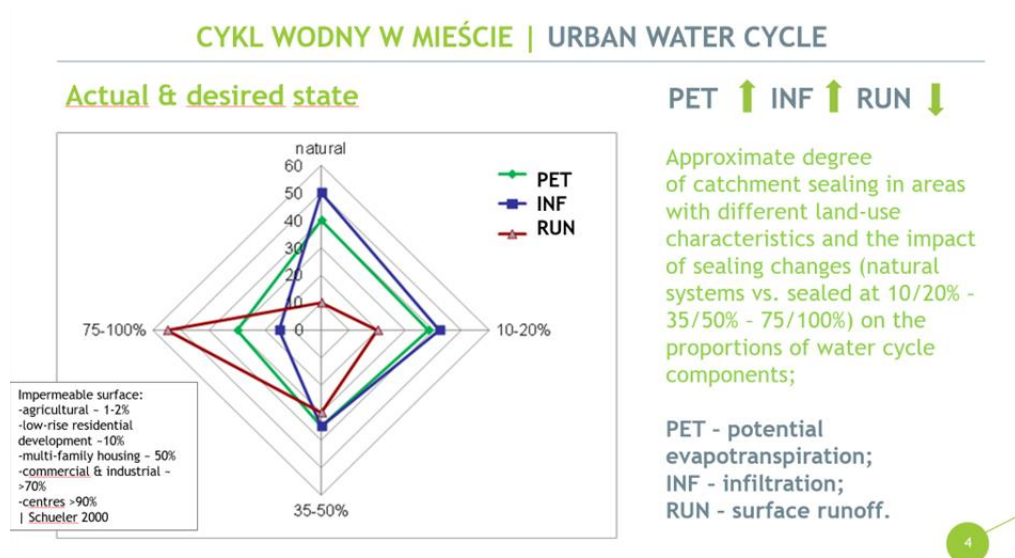 CYKL WODNY W MIEŚCIE | URBAN WATER CYCLE
Actual & desired state
PET INF RUN
natural
60
50
40
30
20
10
0
75-100%
10-20%
35-50%
PET
INF
RUN
Impermeable surface:
-agricultural ~ 1-2%
-low-rise residential
development ~10%
-multi-family housing ~ 50%
-commercial & industrial ~
>70%
-centres >90%
| Schueler 2000
Approximate degree
of catchment sealing in areas
with different land-use
characteristics and the impact
of sealing changes (natural
systems vs. sealed at 10/20% -
35/50% - 75/100%) on the
proportions of water cycle
components;
PET - potential
evapotranspiration;
INF - infiltration;
RUN - surface runoff.
4